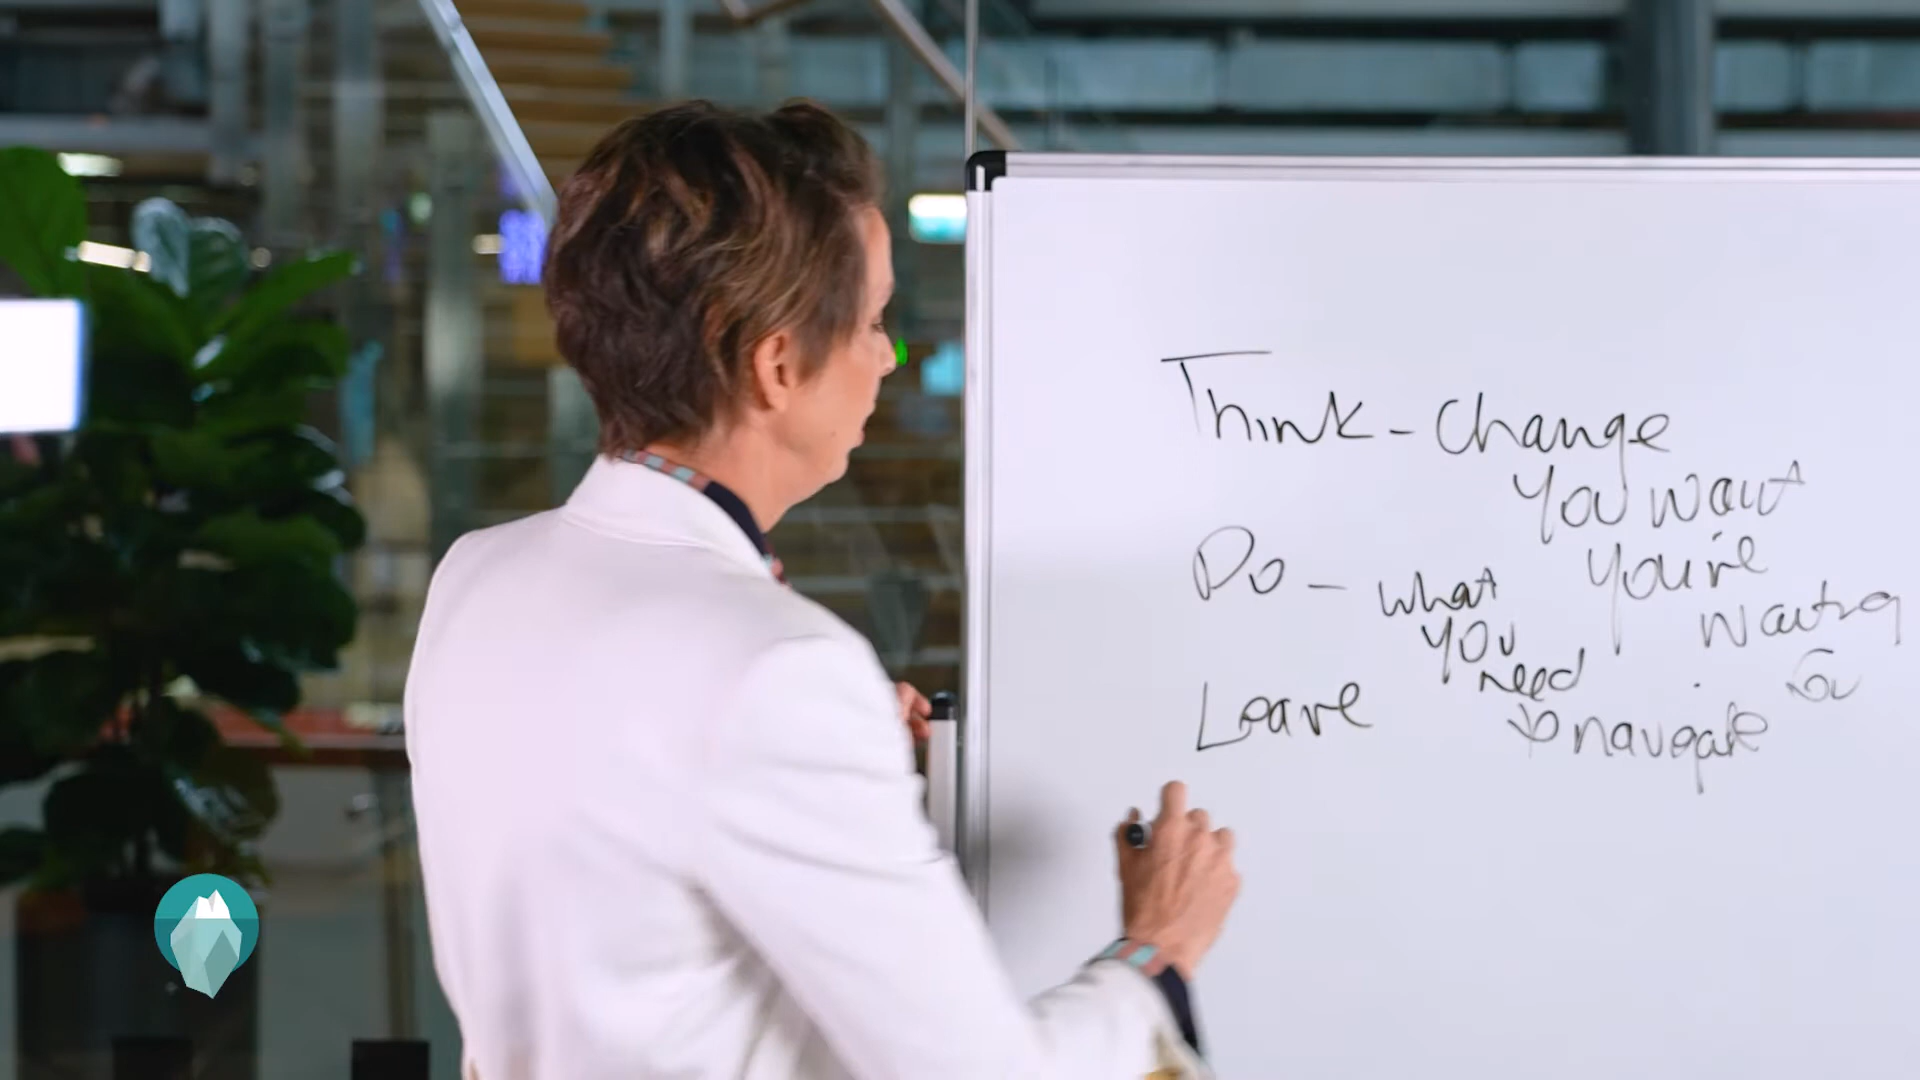 Think - Change
You want
You're
waiting
for
Do - what
you
need
to navigate
Leave